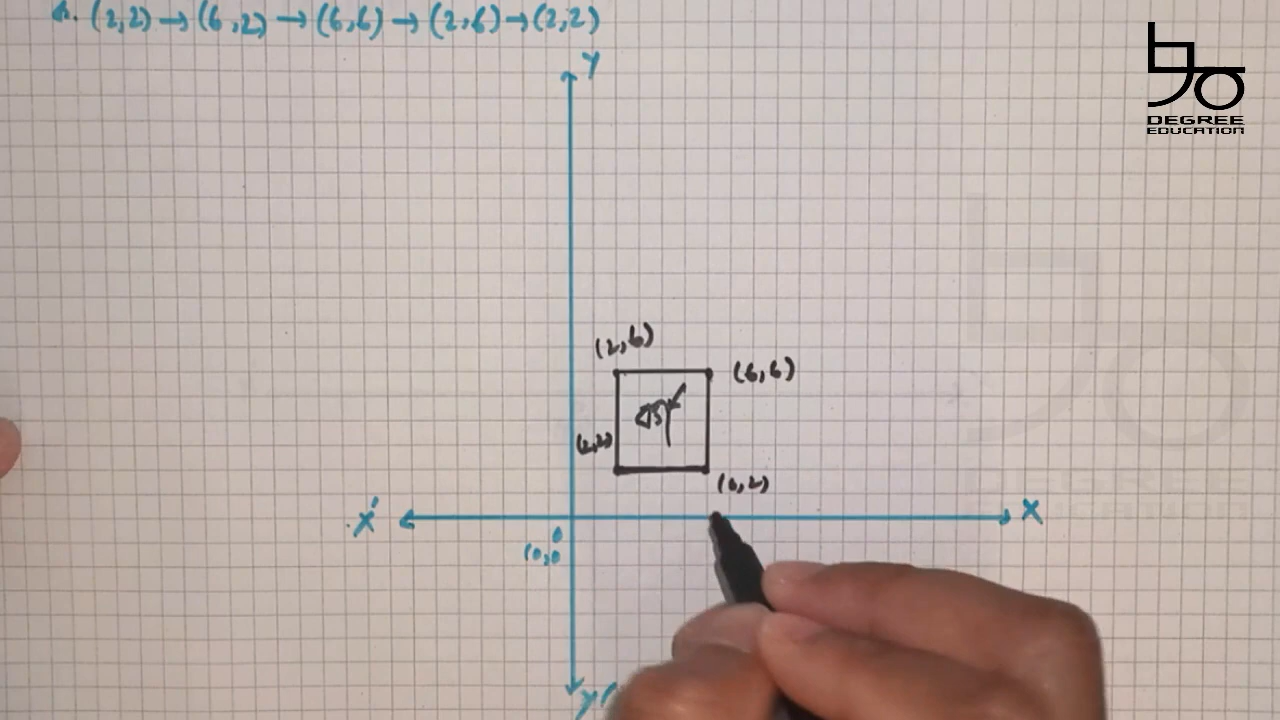 (2,2) → (6,2) → (6,6) → (2,6) → (2,2)
Y
DEGREE
EDUCATION
(2,6)
(6,6)
(2,2)
(6,2)
X'
X
0
(0,0
Y'